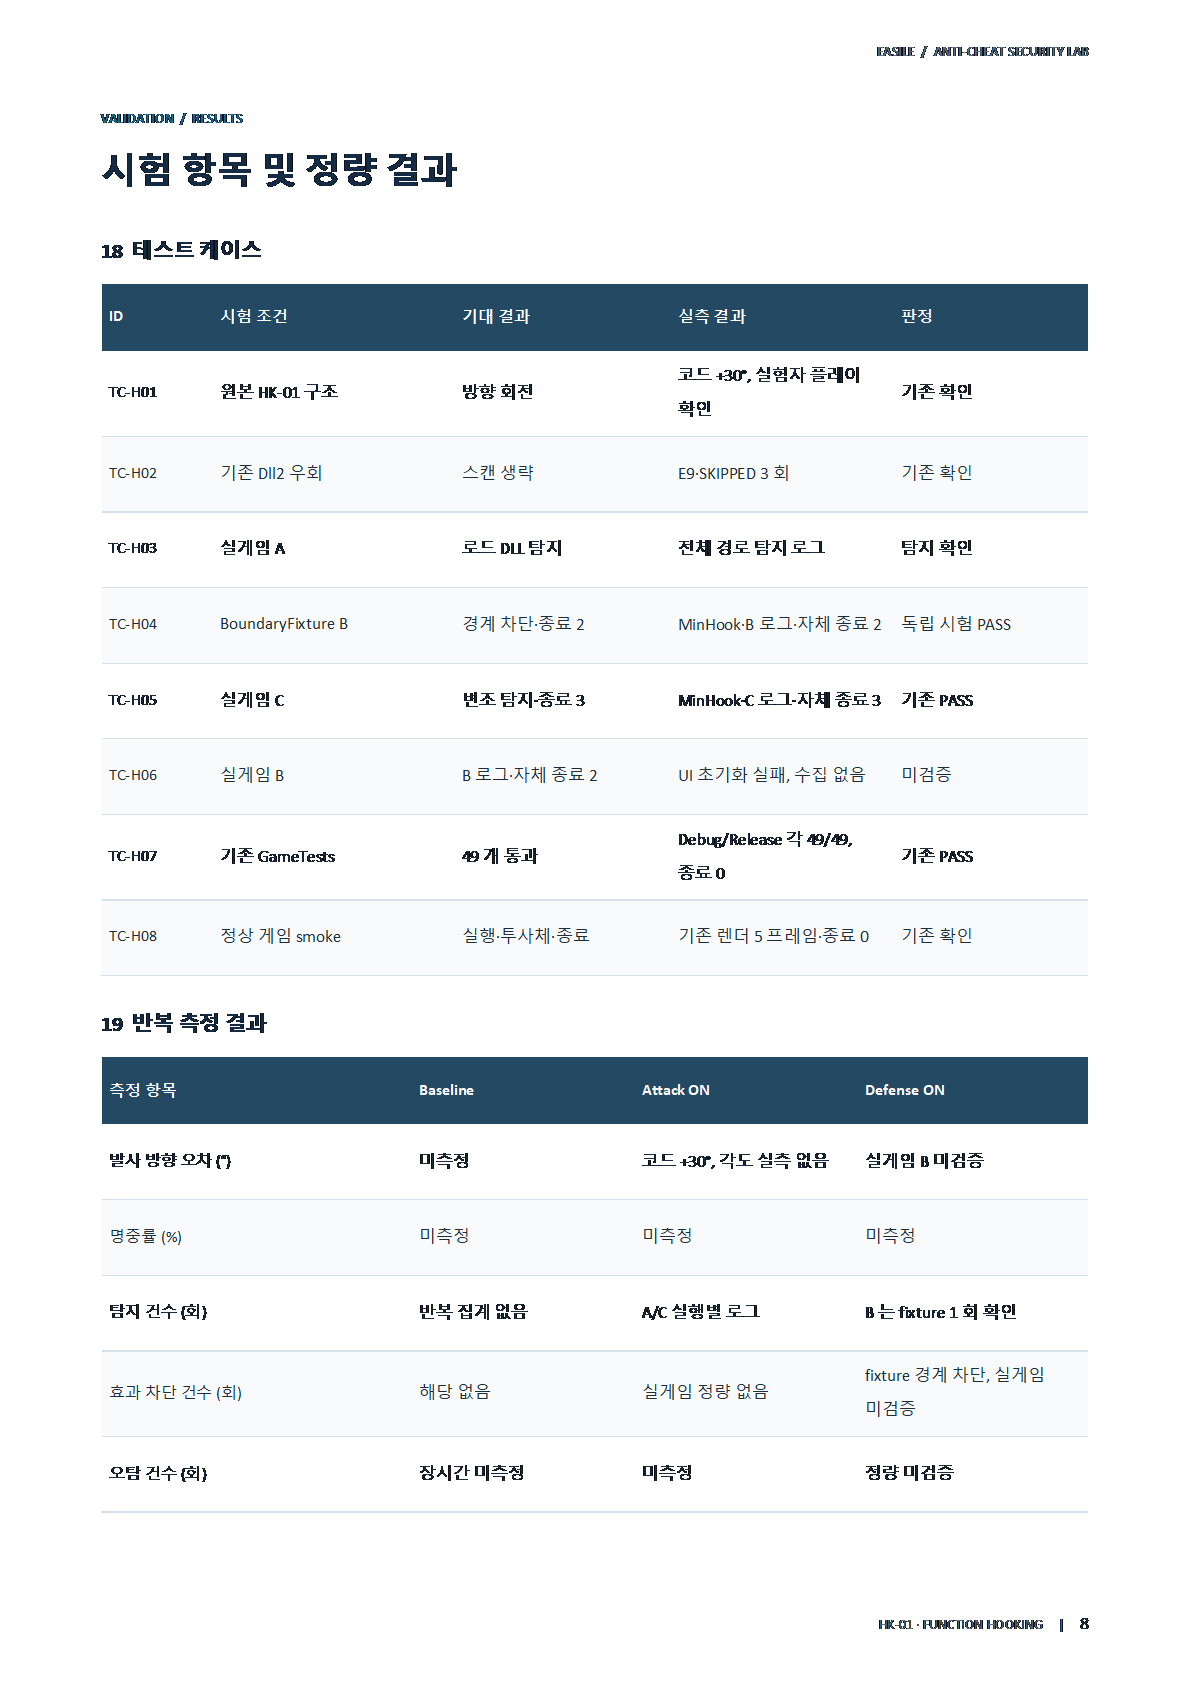 EASILE / ANTI-CHEAT SECURITY LAB
VALIDATION / RESULTS
시험 항목 및 정량 결과
18 테스트 케이스
ID 시험 조건 기대 결과 실측 결과 판정
TC-H01 원본 HK-01 구조 방향 회전 코드 +30°, 실험자 플레이 확인 기존 확인
TC-H02 기존 Dll2 우회 스캔 생략 E9·SKIPPED 3 회 기존 확인
TC-H03 실게임 A 로드 DLL 탐지 전체 경로 탐지 로그 탐지 확인
TC-H04 BoundaryFixture B 경계 차단·종료 2 MinHook·B 로그·자체 종료 2 독립 시험 PASS
TC-H05 실게임 C 변조 탐지·종료 3 MinHook·C 로그·자체 종료 3 기존 PASS
TC-H06 실게임 B B 로그·자체 종료 2 UI 초기화 실패, 수집 없음 미검증
TC-H07 기존 GameTests 49 개 통과 Debug/Release 각 49/49, 종료 0 기존 PASS
TC-H08 정상 게임 smoke 실행·투사체·종료 기존 렌더 5 프레임·종료 0 기존 확인
19 반복 측정 결과
측정 항목 Baseline Attack ON Defense ON
발사 방향 오차 (°) 미측정 코드 +30°, 각도 실측 없음 실게임 B 미검증
명중률 (%) 미측정 미측정 미측정
탐지 건수 (회) 반복 집계 없음 A/C 실행별 로그 B 는 fixture 1 회 확인
효과 차단 건수 (회) 해당 없음 실게임 정량 없음 fixture 경계 차단, 실게임 미검증
오탐 건수 (회) 장시간 미측정 미측정 정량 미검증
HK-01 · FUNCTION HOOKING | 8